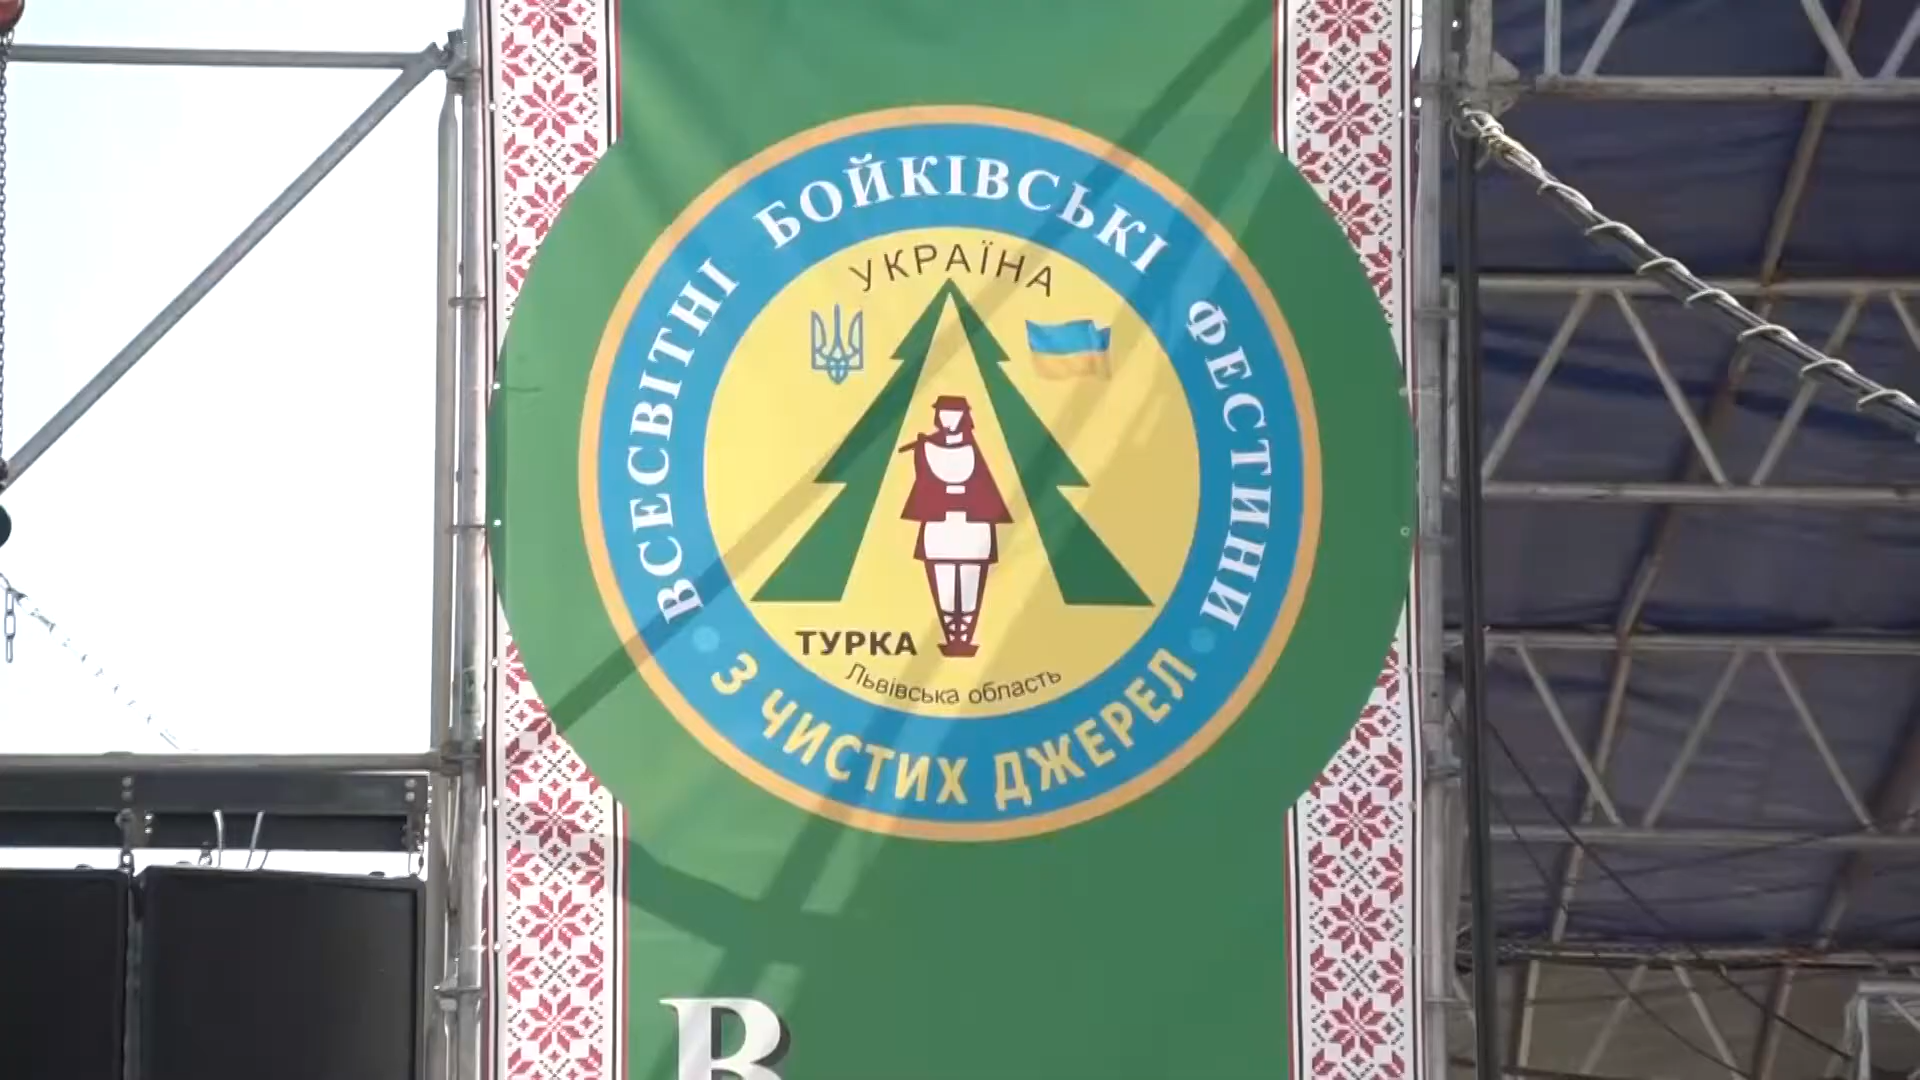 ВСЕСВІТНІ БОЙКІВСЬКІ ФЕСТИНИ
УКРАЇНА
ТУРКА
Львівська область
З ЧИСТИХ ДЖЕРЕЛ
В